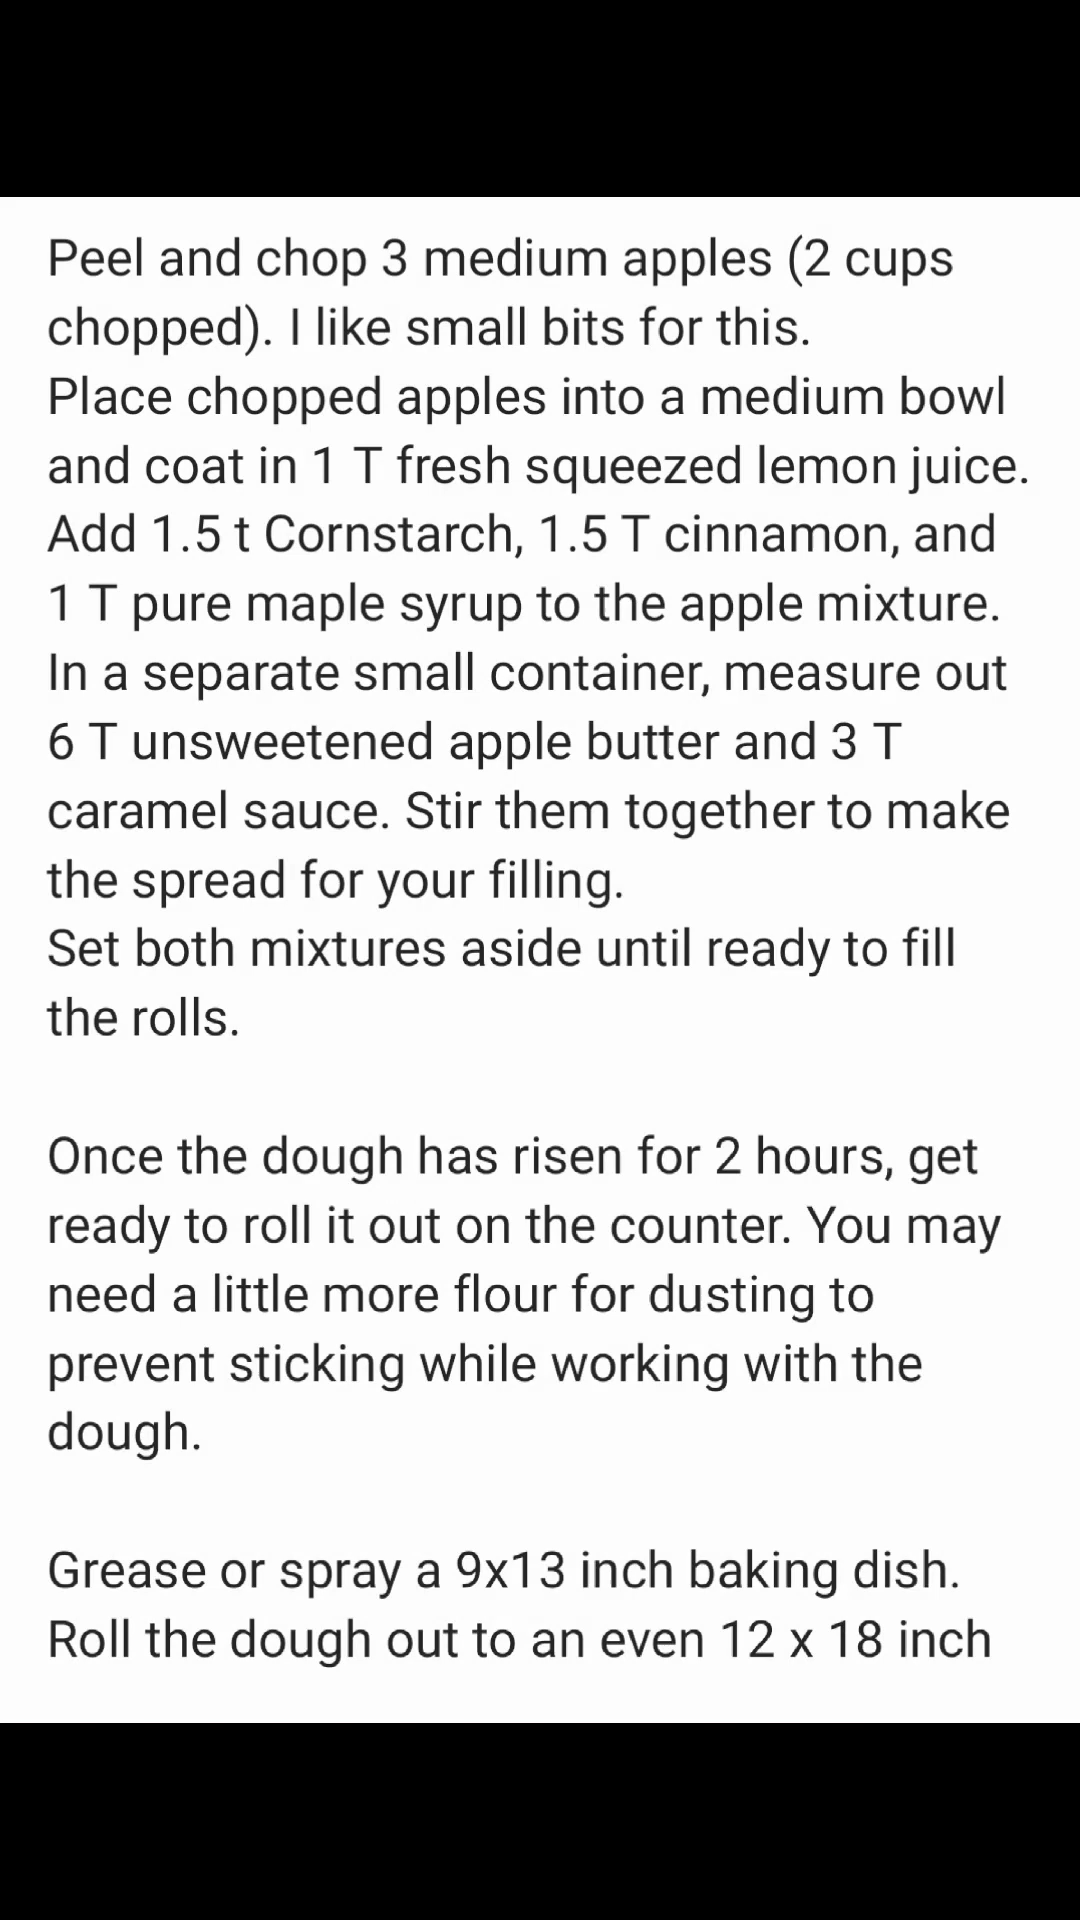 Peel and chop 3 medium apples (2 cups
chopped). I like small bits for this.
Place chopped apples into a medium bowl
and coat in 1 T fresh squeezed lemon juice.
Add 1.5 t Cornstarch, 1.5 T cinnamon, and
1 T pure maple syrup to the apple mixture.
In a separate small container, measure out
6 T unsweetened apple butter and 3 T
caramel sauce. Stir them together to make
the spread for your filling.
Set both mixtures aside until ready to fill
the rolls.
Once the dough has risen for 2 hours, get
ready to roll it out on the counter. You may
need a little more flour for dusting to
prevent sticking while working with the
dough.
Grease or spray a 9x13 inch baking dish.
Roll the dough out to an even 12 x 18 inch